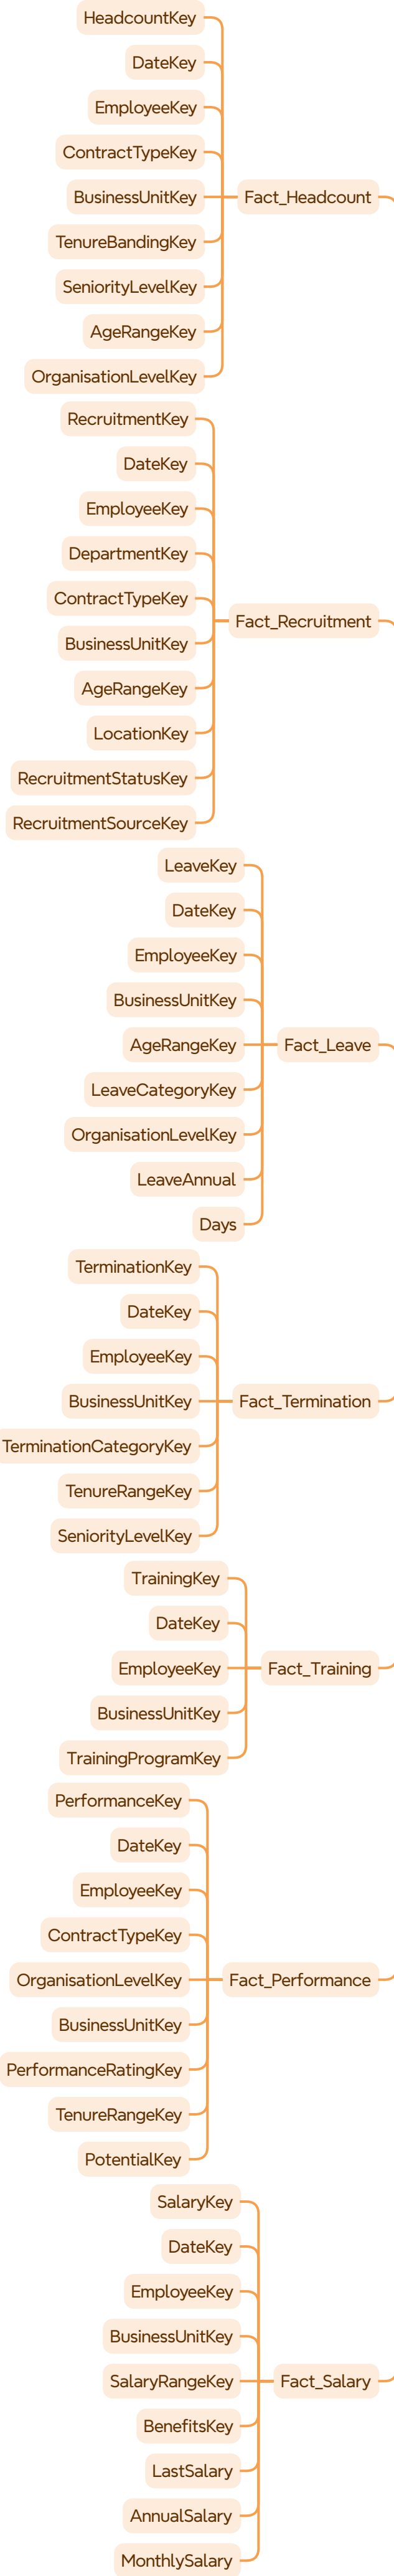 HeadcountKey
DateKey
EmployeeKey
ContractTypeKey
BusinessUnitKey
Fact_Headcount
TenureBandingKey
SeniorityLevelKey
AgeRangeKey
OrganisationLevelKey
RecruitmentKey
DateKey
EmployeeKey
DepartmentKey
ContractTypeKey
Fact_Recruitment
BusinessUnitKey
AgeRangeKey
LocationKey
RecruitmentStatusKey
RecruitmentSourceKey
LeaveKey
DateKey
EmployeeKey
BusinessUnitKey
AgeRangeKey
Fact_Leave
LeaveCategoryKey
OrganisationLevelKey
LeaveAnnual
Days
TerminationKey
DateKey
EmployeeKey
BusinessUnitKey
Fact_Termination
TerminationCategoryKey
TenureRangeKey
SeniorityLevelKey
TrainingKey
DateKey
EmployeeKey
Fact_Training
BusinessUnitKey
TrainingProgramKey
PerformanceKey
DateKey
EmployeeKey
ContractTypeKey
OrganisationLevelKey
Fact_Performance
BusinessUnitKey
PerformanceRatingKey
TenureRangeKey
PotentialKey
SalaryKey
DateKey
EmployeeKey
BusinessUnitKey
SalaryRangeKey
Fact_Salary
BenefitsKey
LastSalary
AnnualSalary
MonthlySalary